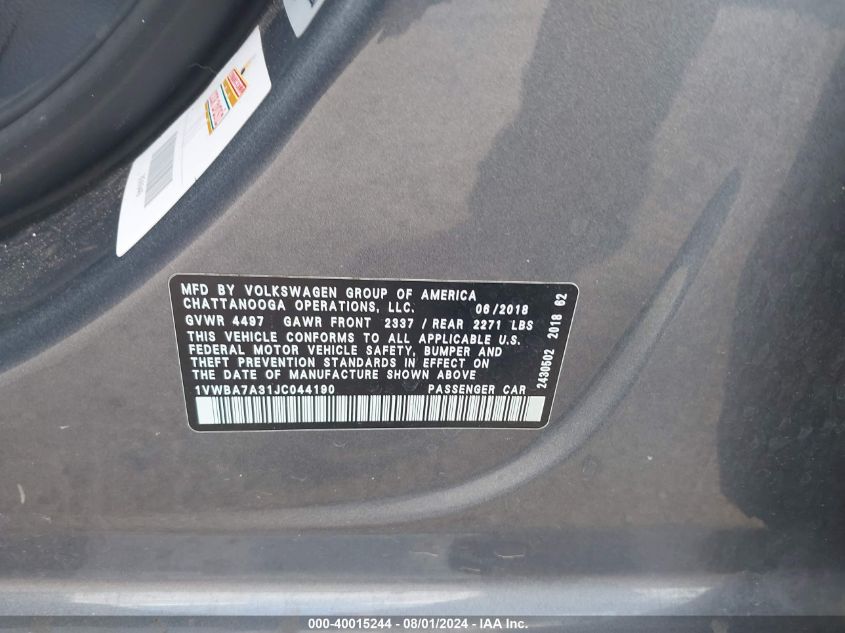 MFD BY VOLKSWAGEN GROUP OF AMERICA
CHATTANOOGA OPERATIONS, LLC. 06/2018
GVWR 4497 GAWR FRONT 2337 / REAR 2271 LBS
THIS VEHICLE CONFORMS TO ALL APPLICABLE U.S.
FEDERAL MOTOR VEHICLE SAFETY, BUMPER AND
THEFT PREVENTION STANDARDS IN EFFECT ON
THE DATE OF MANUFACTURE SHOWN ABOVE
1VWBA7A31JC044190 PASSENGER CAR
2430602 2018 62
000-40015244 - 08/01/2024 - IAA Inc.